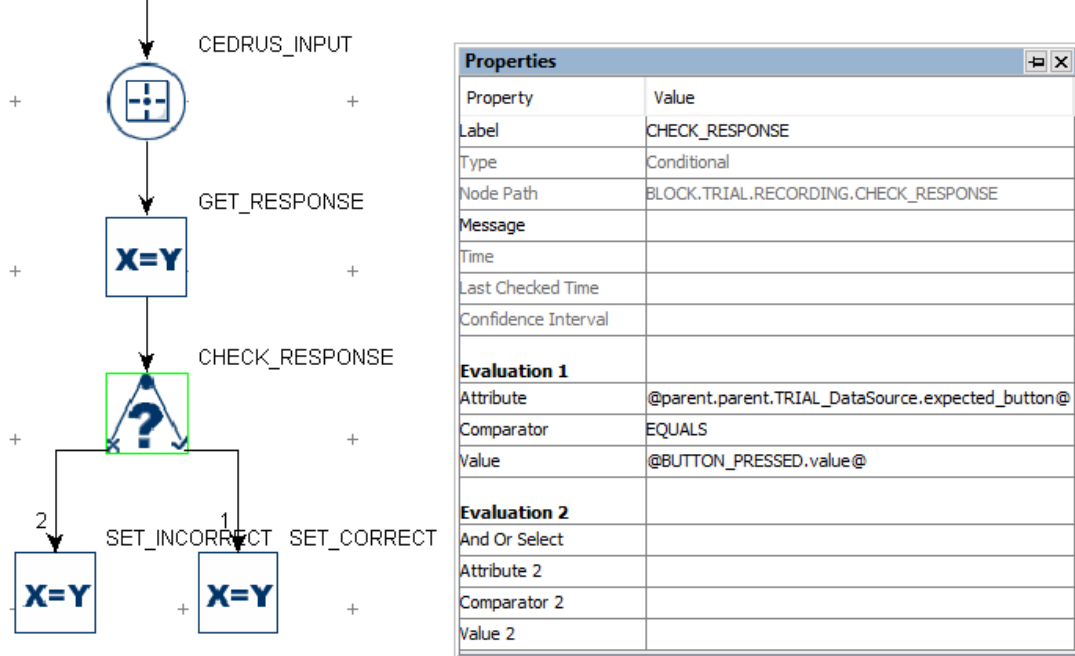 CEDRUS_INPUT
GET_RESPONSE
X=Y
CHECK_RESPONSE
?
2
1
SET_INCORRECT
SET_CORRECT
X=Y
X=Y
Properties
Property Value
Label CHECK_RESPONSE
Type Conditional
Node Path BLOCK.TRIAL.RECORDING.CHECK_RESPONSE
Message
Time
Last Checked Time
Confidence Interval
Evaluation 1
Attribute @parent.parent.TRIAL_DataSource.expected_button@
Comparator EQUALS
Value @BUTTON_PRESSED.value@
Evaluation 2
And Or Select
Attribute 2
Comparator 2
Value 2